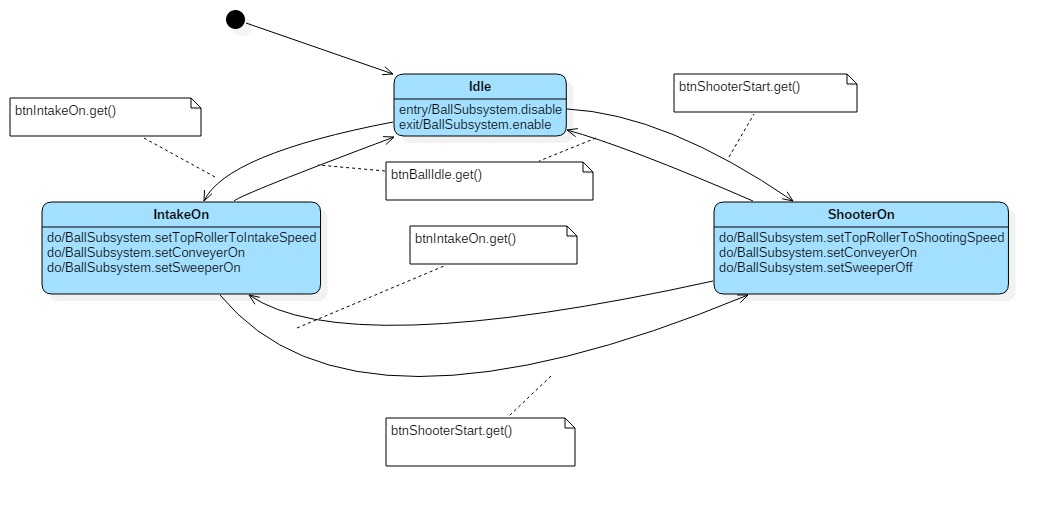 Idle
entry/BallSubsystem.disable
exit/BallSubsystem.enable
btnShooterStart.get()
btnIntakeOn.get()
btnBallIdle.get()
IntakeOn
do/BallSubsystem.setTopRollerToIntakeSpeed
do/BallSubsystem.setConveyerOn
do/BallSubsystem.setSweeperOn
btnIntakeOn.get()
ShooterOn
do/BallSubsystem.setTopRollerToShootingSpeed
do/BallSubsystem.setConveyerOn
do/BallSubsystem.setSweeperOff
btnShooterStart.get()